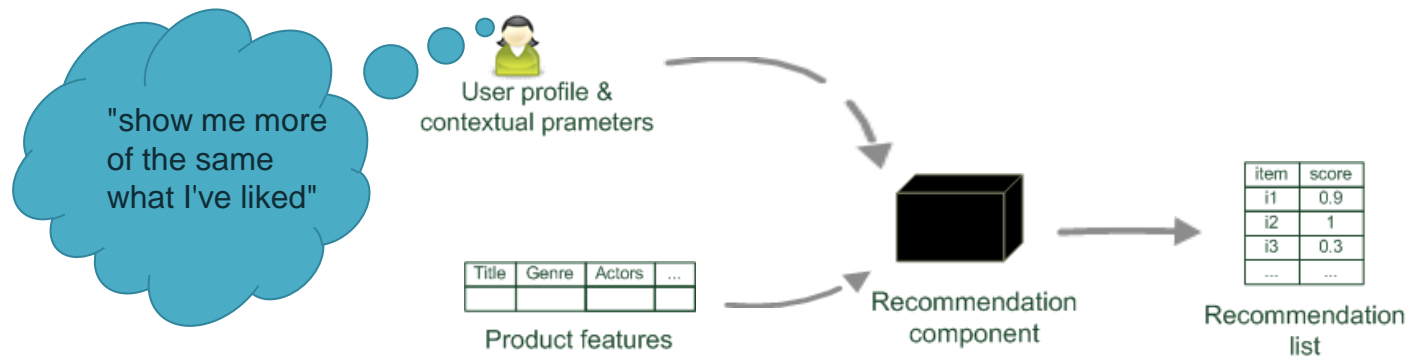 "show me more
of the same
what I've liked"
User profile &
contextual prameters
Title Genre Actors ...
Product features
Recommendation
component
item score
i1 0.9
i2 1
i3 0.3
... ...
Recommendation
list